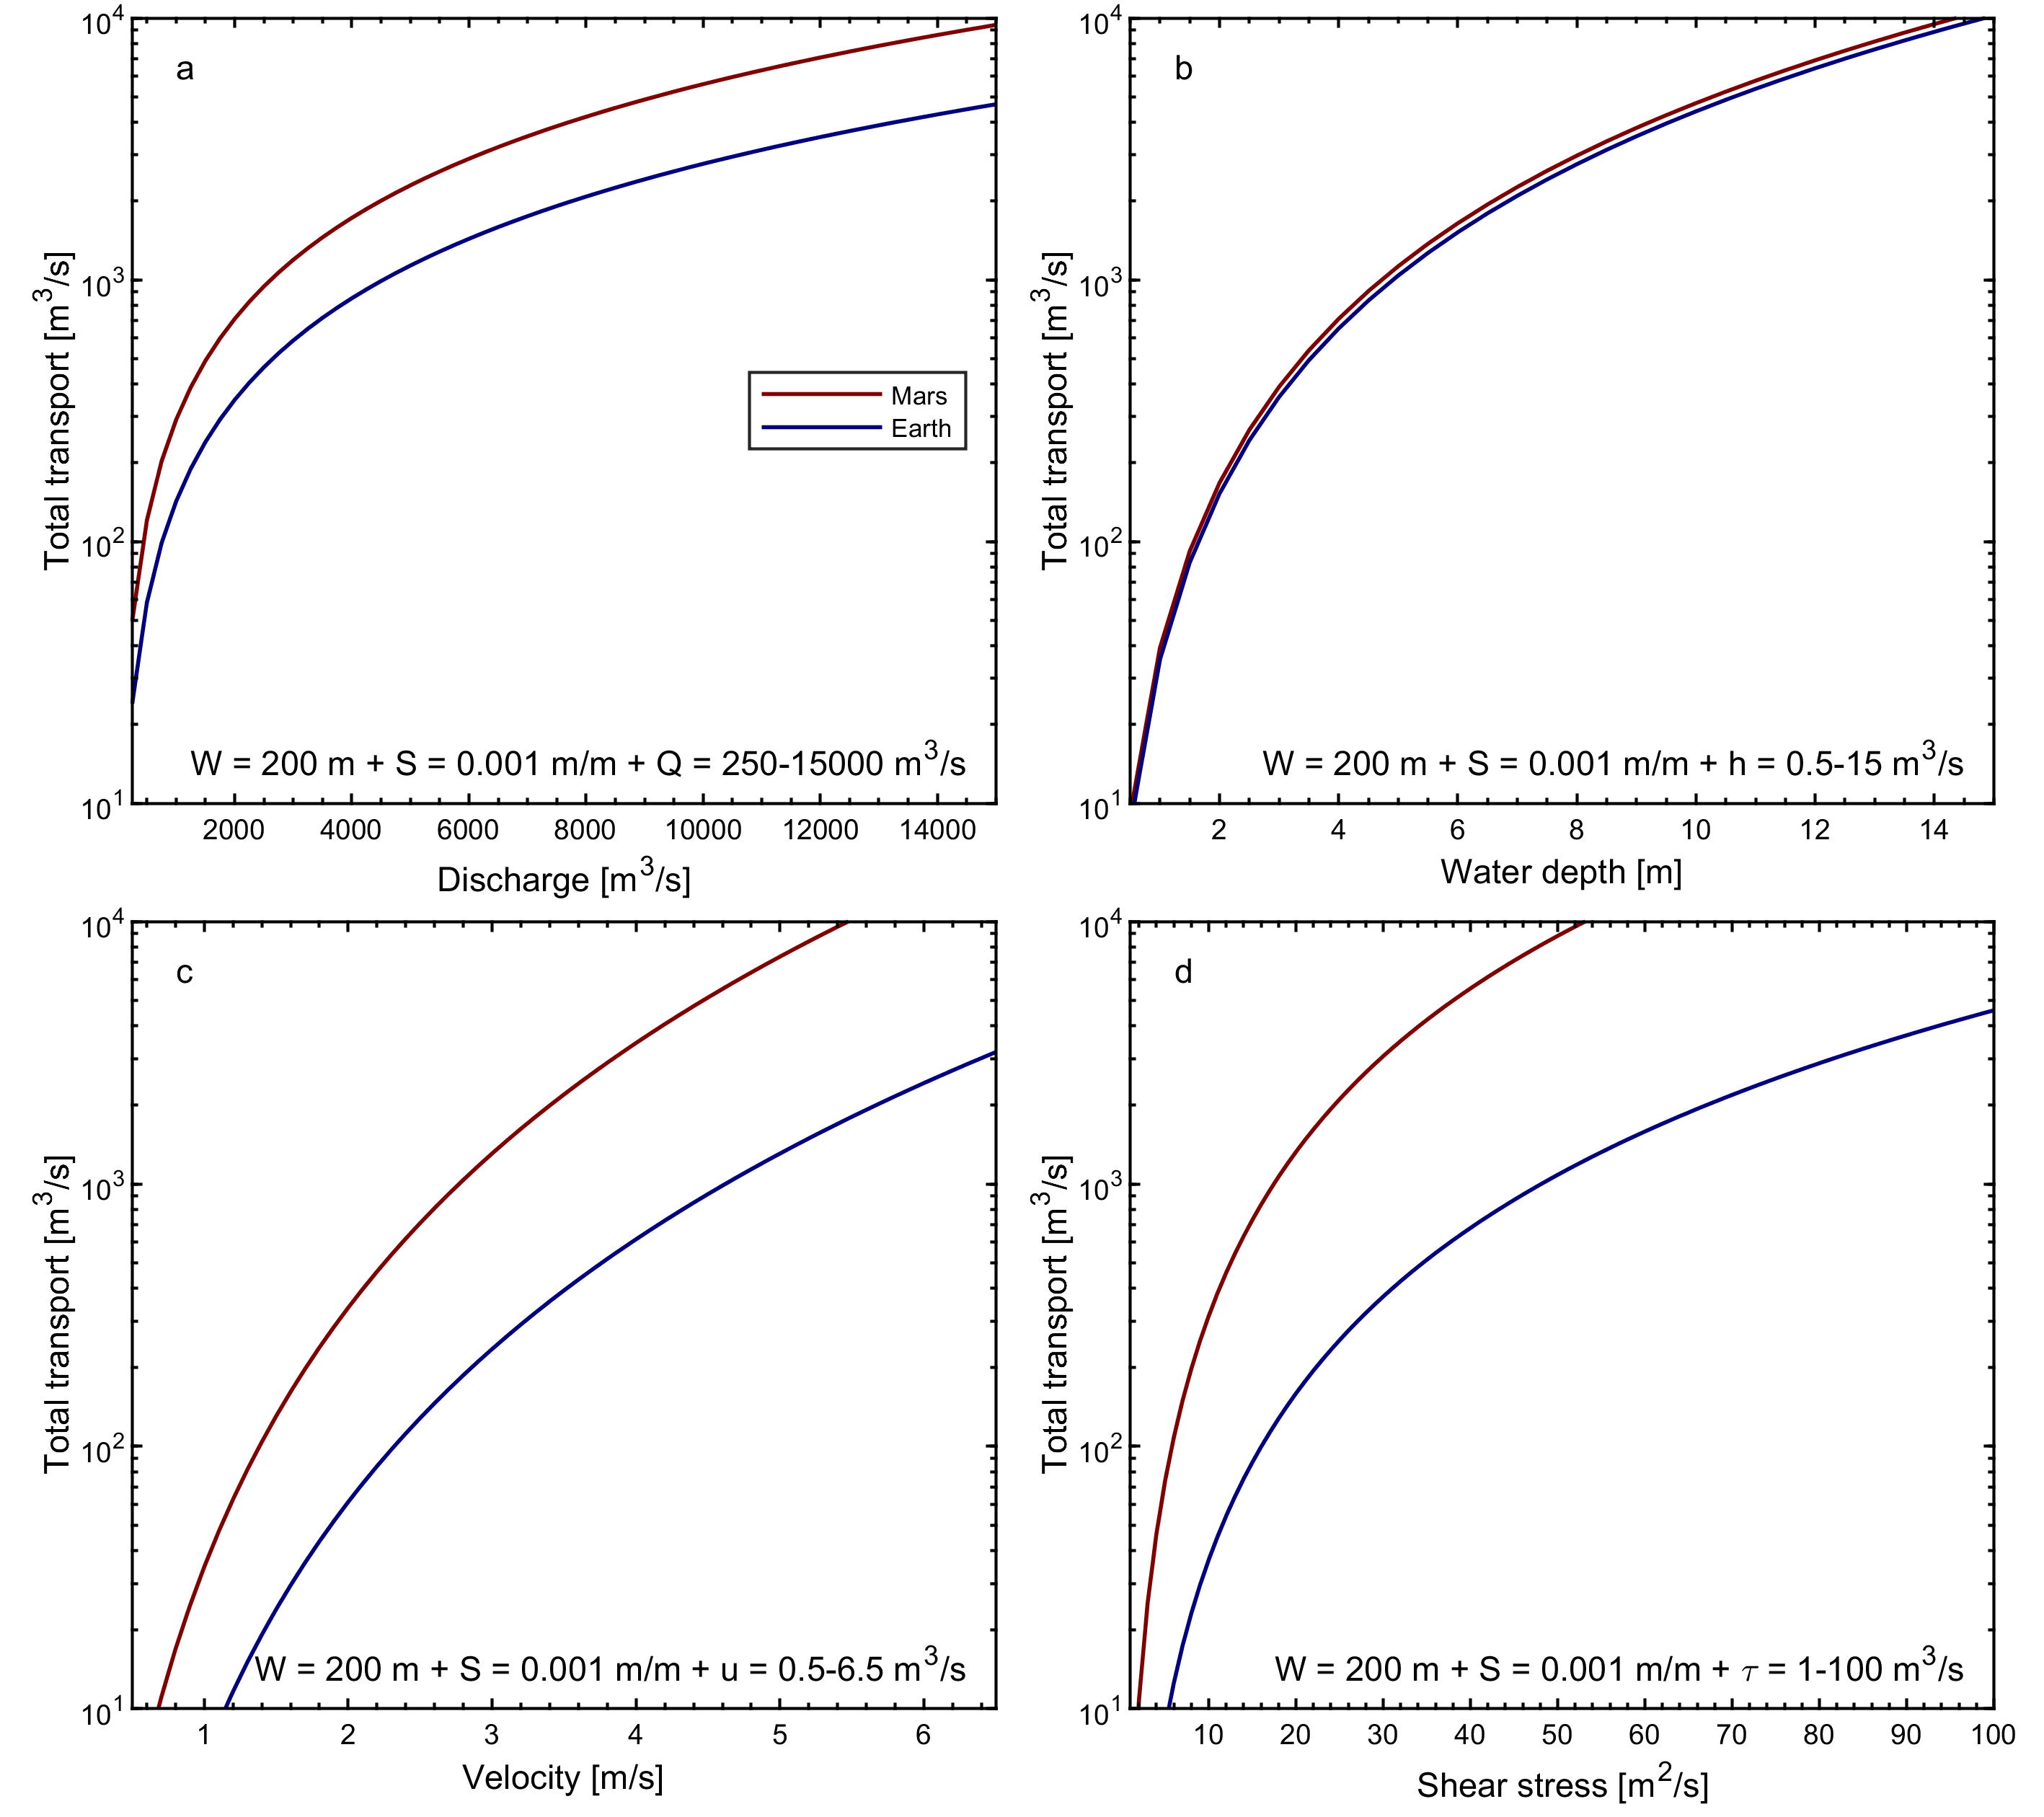 a
10^4
10^3
10^2
10^1
Total transport [m^3/s]
Mars
Earth
W = 200 m + S = 0.001 m/m + Q = 250-15000 m^3/s
2000 4000 6000 8000 10000 12000 14000
Discharge [m^3/s]
b
10^4
10^3
10^2
10^1
Total transport [m^3/s]
W = 200 m + S = 0.001 m/m + h = 0.5-15 m^3/s
2 4 6 8 10 12 14
Water depth [m]
c
10^4
10^3
10^2
10^1
Total transport [m^3/s]
W = 200 m + S = 0.001 m/m + u = 0.5-6.5 m^3/s
1 2 3 4 5 6
Velocity [m/s]
d
10^4
10^3
10^2
10^1
Total transport [m^3/s]
W = 200 m + S = 0.001 m/m + τ = 1-100 m^3/s
10 20 30 40 50 60 70 80 90 100
Shear stress [m^2/s]